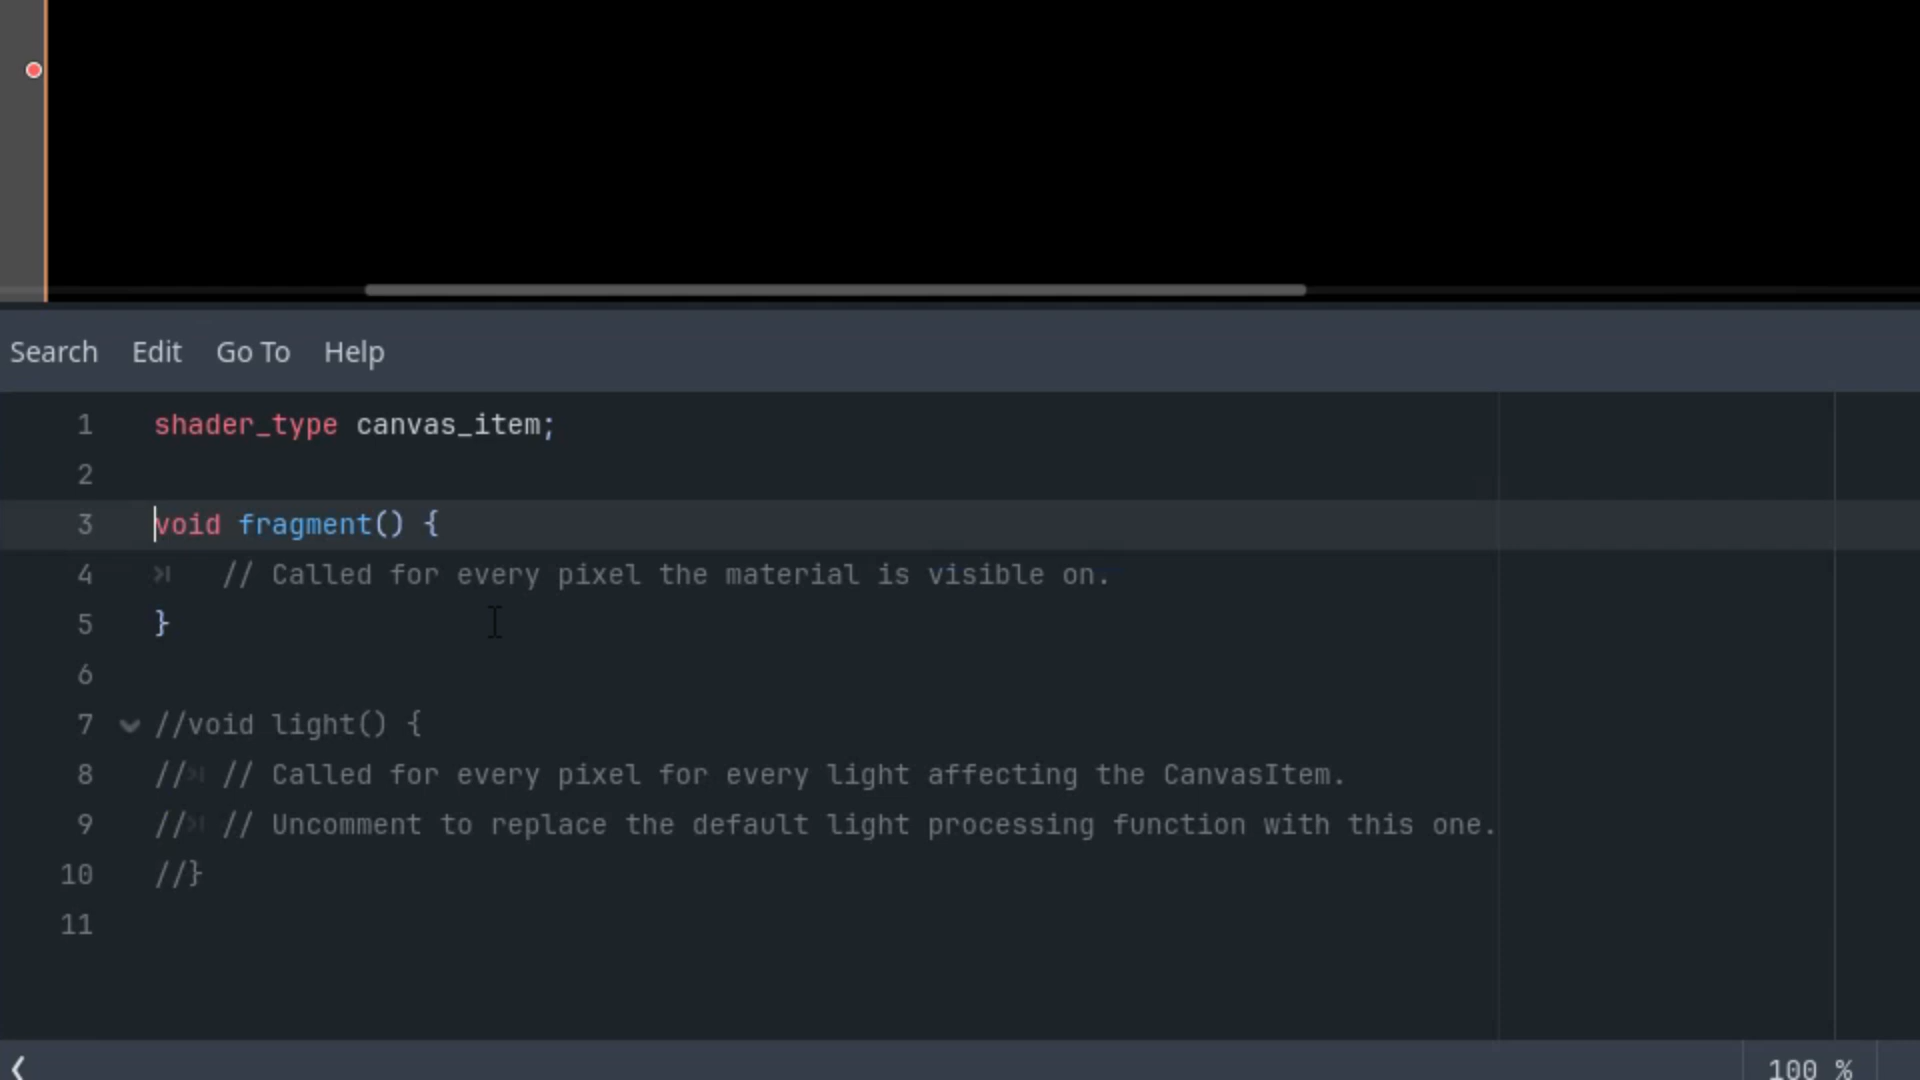 Search Edit Go To Help
1 shader_type canvas_item;
2
3 void fragment() {
4 // Called for every pixel the material is visible on.
5 }
6
7 //void light() {
8 // // Called for every pixel for every light affecting the CanvasItem.
9 // // Uncomment to replace the default light processing function with this one.
10 //}
11
100 %